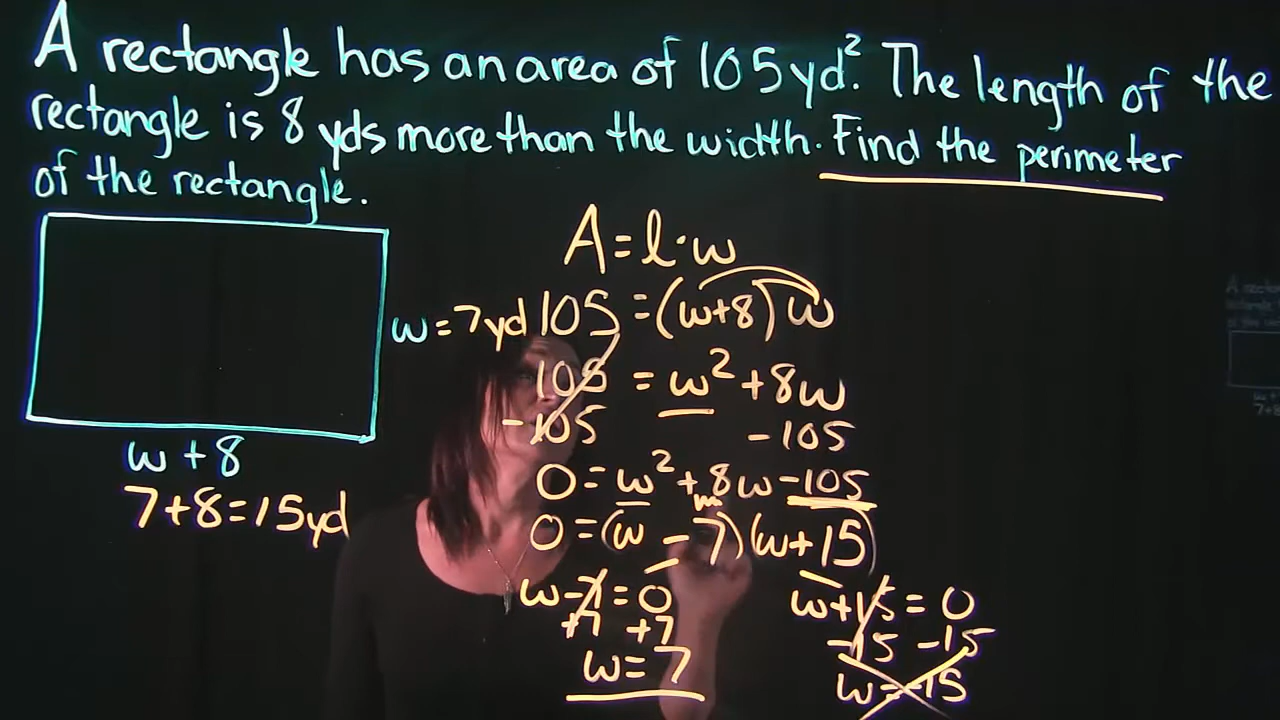 A rectangle has an area of 105 yd². The length of the
rectangle is 8 yds more than the width. Find the perimeter
of the rectangle.
A = l · w
w = 7yd
105 = (w+8)w
105 = w² + 8w
-105 -105
w + 8
0 = w² + 8w - 105
7+8=15yd
0 = (w - 7)(w + 15)
w - 7 = 0
w + 15 = 0
+7 +7
-15 -15
w = 7
w = -15